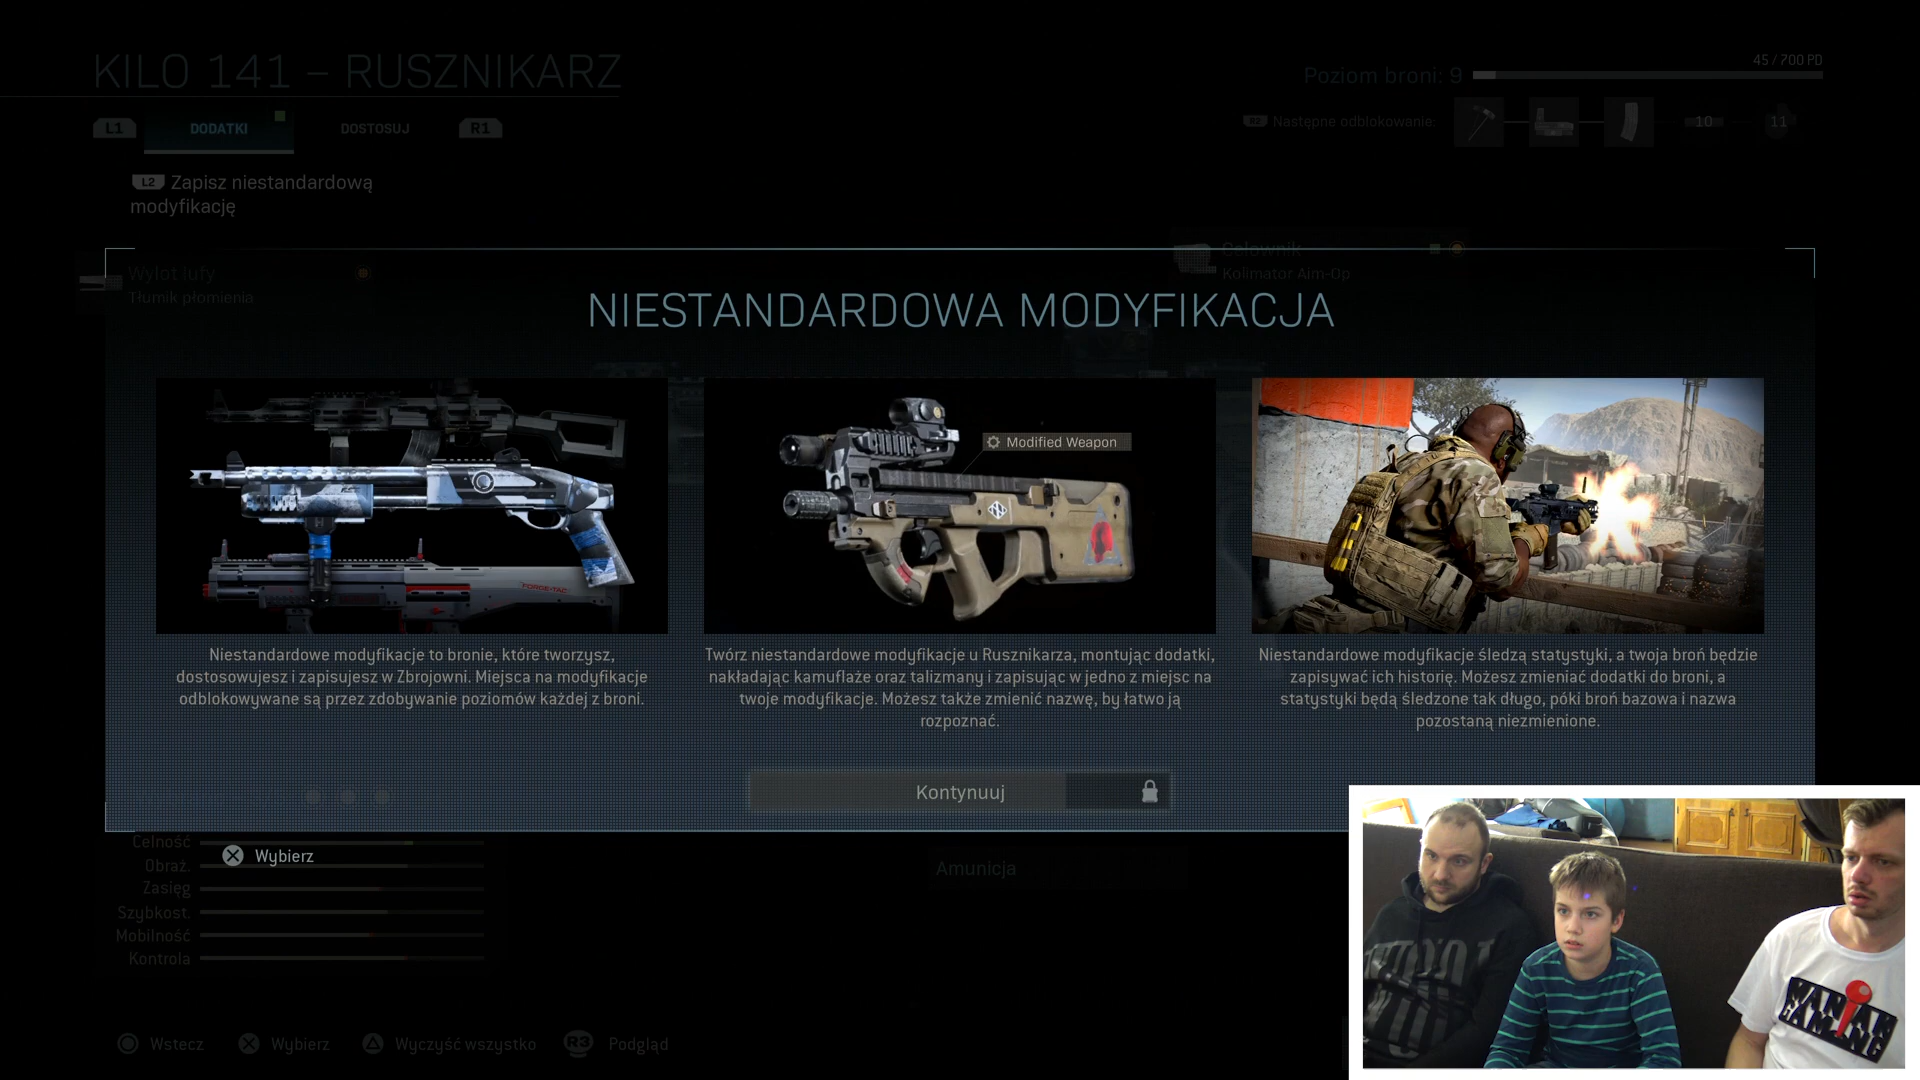 KILO 141 – RUSZNIKARZ
45 / 700 PD
Poziom broni: 9
L1 DODATKI DOSTOSUJ R1
R2 Następne odblokowanie: 10 11
L2 Zapisz niestandardową
modyfikację
Wylot lufy
Tłumik płomienia
Celownik
Kolimator Aim-Op
NIESTANDARDOWA MODYFIKACJA
Modified Weapon
FORGE-TAC
Niestandardowe modyfikacje to bronie, które tworzysz,
dostosowujesz i zapisujesz w Zbrojowni. Miejsca na modyfikacje
odblokowywane są przez zdobywanie poziomów każdej z broni.
Twórz niestandardowe modyfikacje u Rusznikarza, montując dodatki,
nakładając kamuflaże oraz talizmany i zapisując w jedno z miejsc na
twoje modyfikacje. Możesz także zmienić nazwę, by łatwo ją
rozpoznać.
Niestandardowe modyfikacje śledzą statystyki, a twoja broń będzie
zapisywać ich historię. Możesz zmieniać dodatki do broni, a
statystyki będą śledzone tak długo, póki broń bazowa i nazwa
pozostaną niezmienione.
Kontynuuj
Wybierz
Celność
Obraż.
Zasięg
Szybkost.
Mobilność
Kontrola
Amunicja
Wstecz Wybierz Wyczyść wszystko R3 Podgląd
MANIAK
GAMING